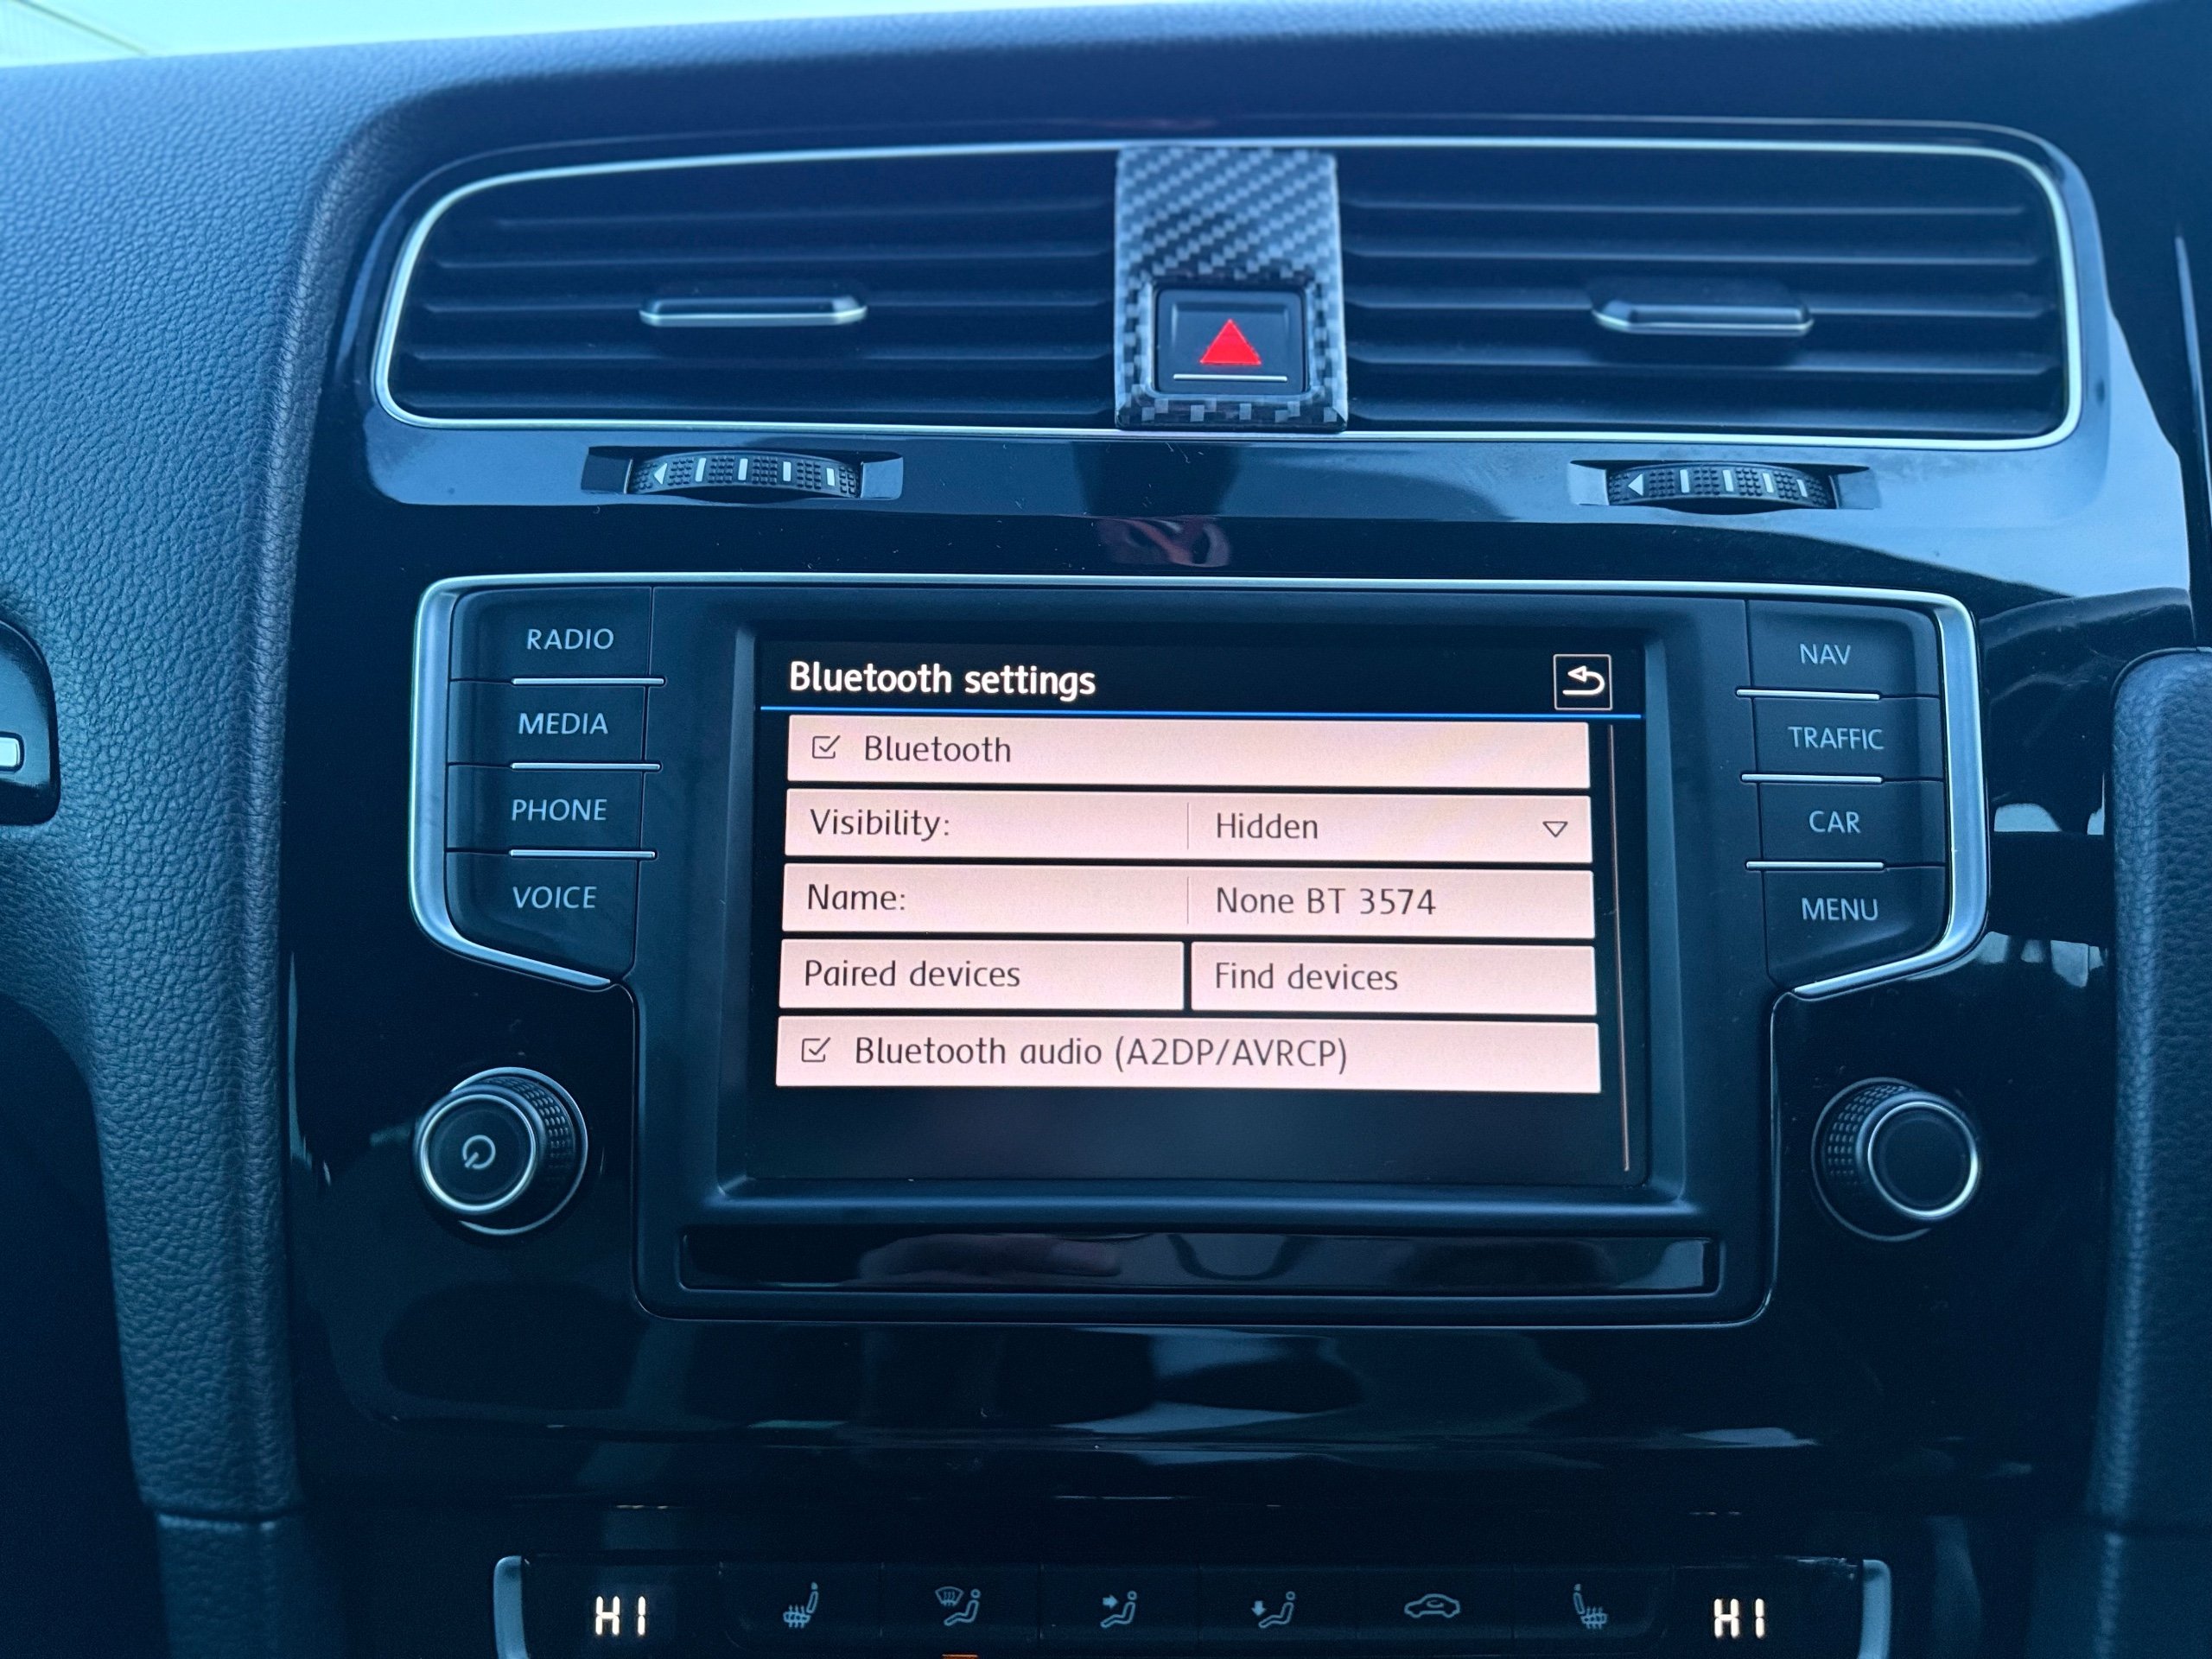 RADIO
MEDIA
PHONE
VOICE
Bluetooth settings
Bluetooth
Visibility: Hidden
Name: None BT 3574
Paired devices Find devices
Bluetooth audio (A2DP/AVRCP)
NAV
TRAFFIC
CAR
MENU
HI HI